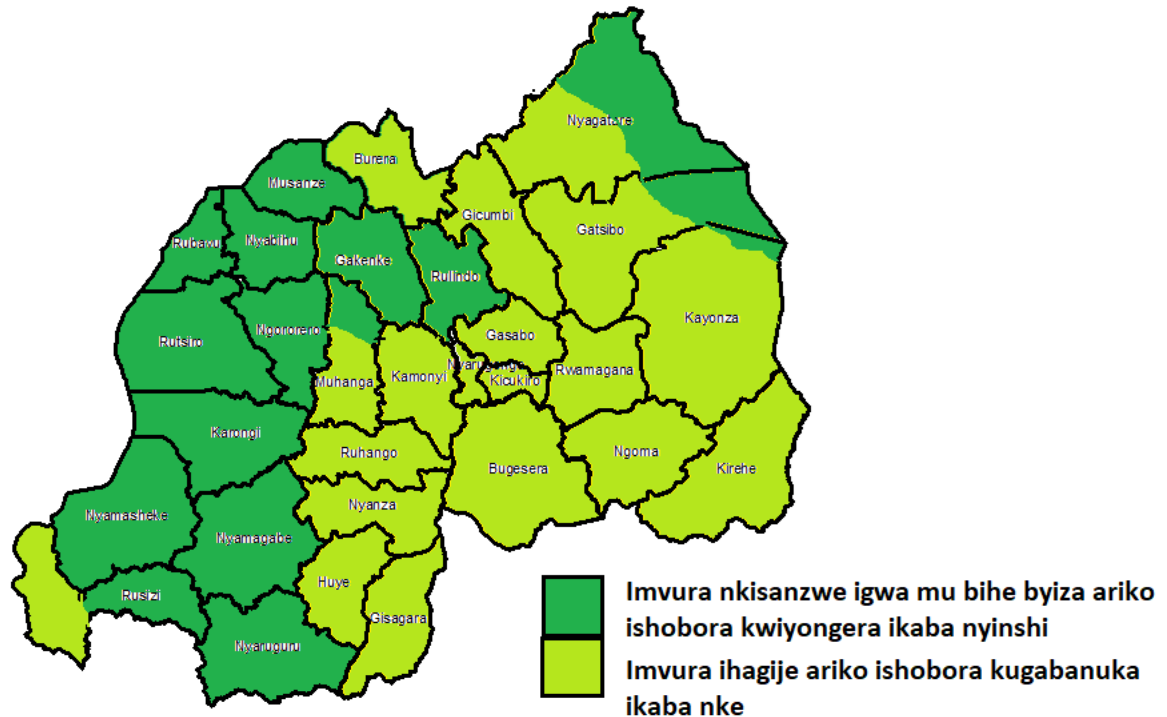 Nyagatare
Burera
Musanze
Gicumbi
Gatsibo
Rubavu
Nyabihu
Gakenke
Rulindo
Kayonza
Ngororero
Gasabo
Rutsiro
Nyarugenge
Rwamagana
Kicukiro
Muhanga
Kamonyi
Karongi
Ruhango
Ngoma
Bugesera
Kirehe
Nyanza
Nyamasheke
Nyamagabe
Huye
Rusizi
Gisagara
Nyaruguru
Imvura nkisanzwe igwa mu bihe byiza ariko
ishobora kwiyongera ikaba nyinshi
Imvura ihagije ariko ishobora kugabanuka
ikaba nke